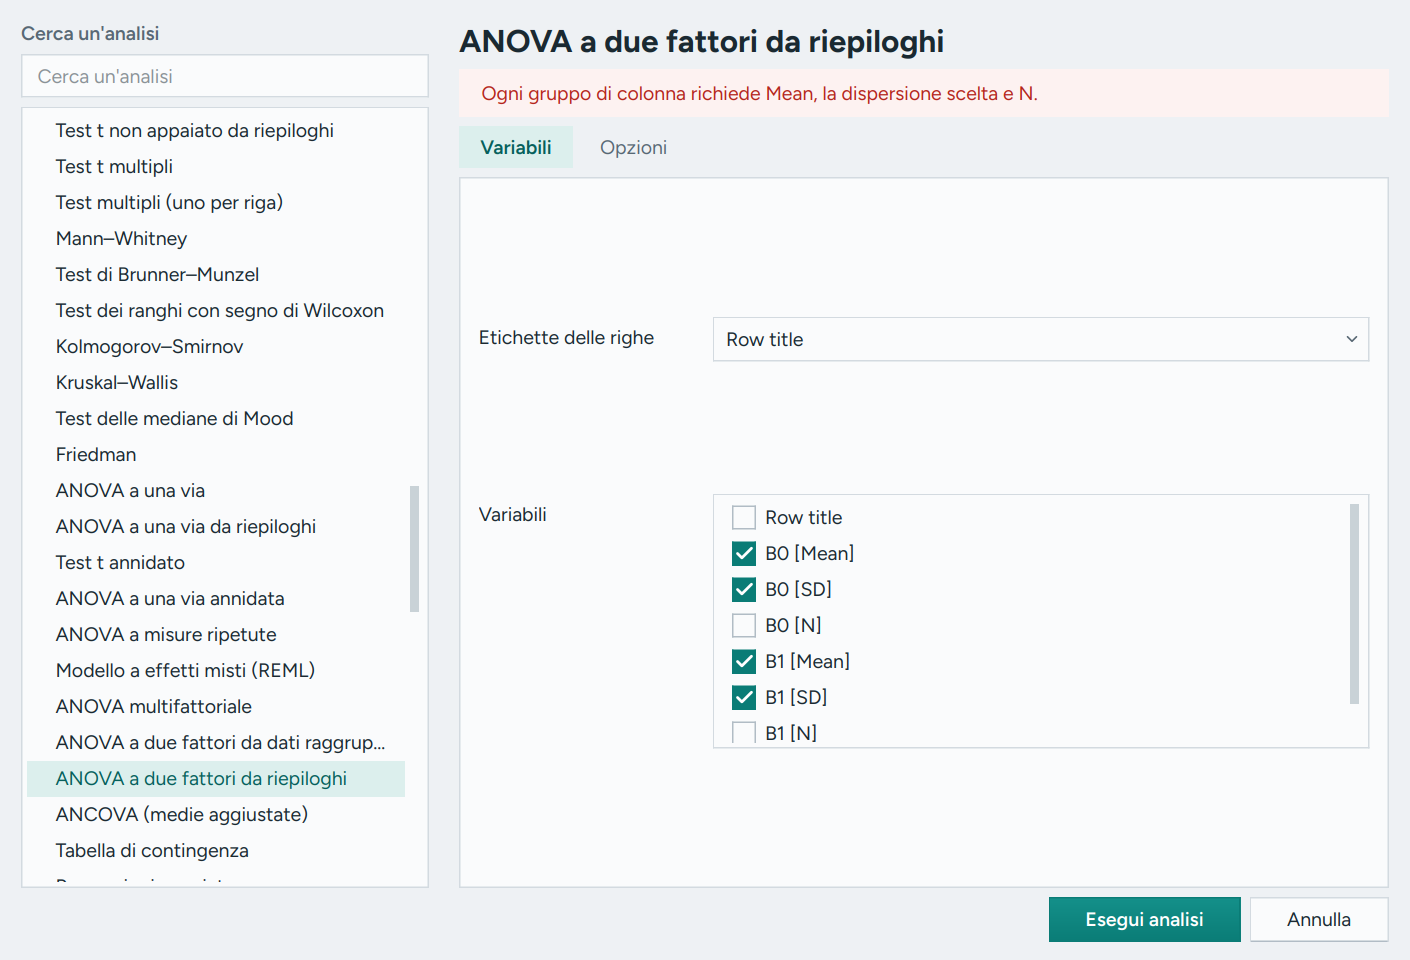 Cerca un'analisi
Cerca un'analisi
Test t non appaiato da riepiloghi
Test t multipli
Test multipli (uno per riga)
Mann–Whitney
Test di Brunner–Munzel
Test dei ranghi con segno di Wilcoxon
Kolmogorov–Smirnov
Kruskal–Wallis
Test delle mediane di Mood
Friedman
ANOVA a una via
ANOVA a una via da riepiloghi
Test t annidato
ANOVA a una via annidata
ANOVA a misure ripetute
Modello a effetti misti (REML)
ANOVA multifattoriale
ANOVA a due fattori da dati raggrup...
ANOVA a due fattori da riepiloghi
ANCOVA (medie aggiustate)
Tabella di contingenza
ANOVA a due fattori da riepiloghi
Ogni gruppo di colonna richiede Mean, la dispersione scelta e N.
Variabili
Opzioni
Etichette delle righe
Row title
Variabili
Row title
B0 [Mean]
B0 [SD]
B0 [N]
B1 [Mean]
B1 [SD]
B1 [N]
Esegui analisi
Annulla